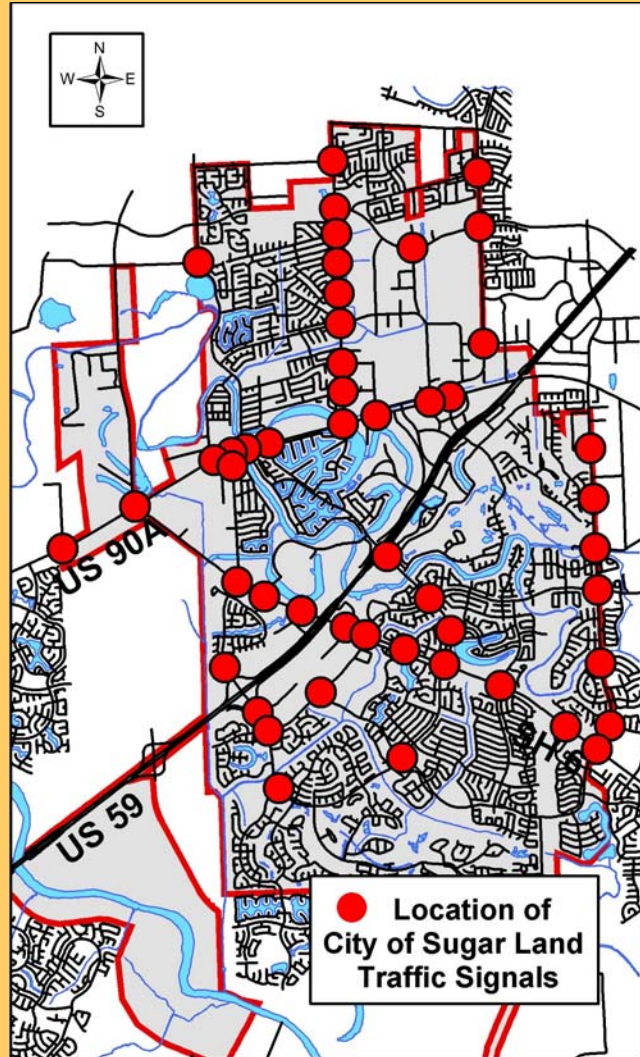 N
W E
S
US 90A
SH 6
US 59
Location of
City of Sugar Land
Traffic Signals